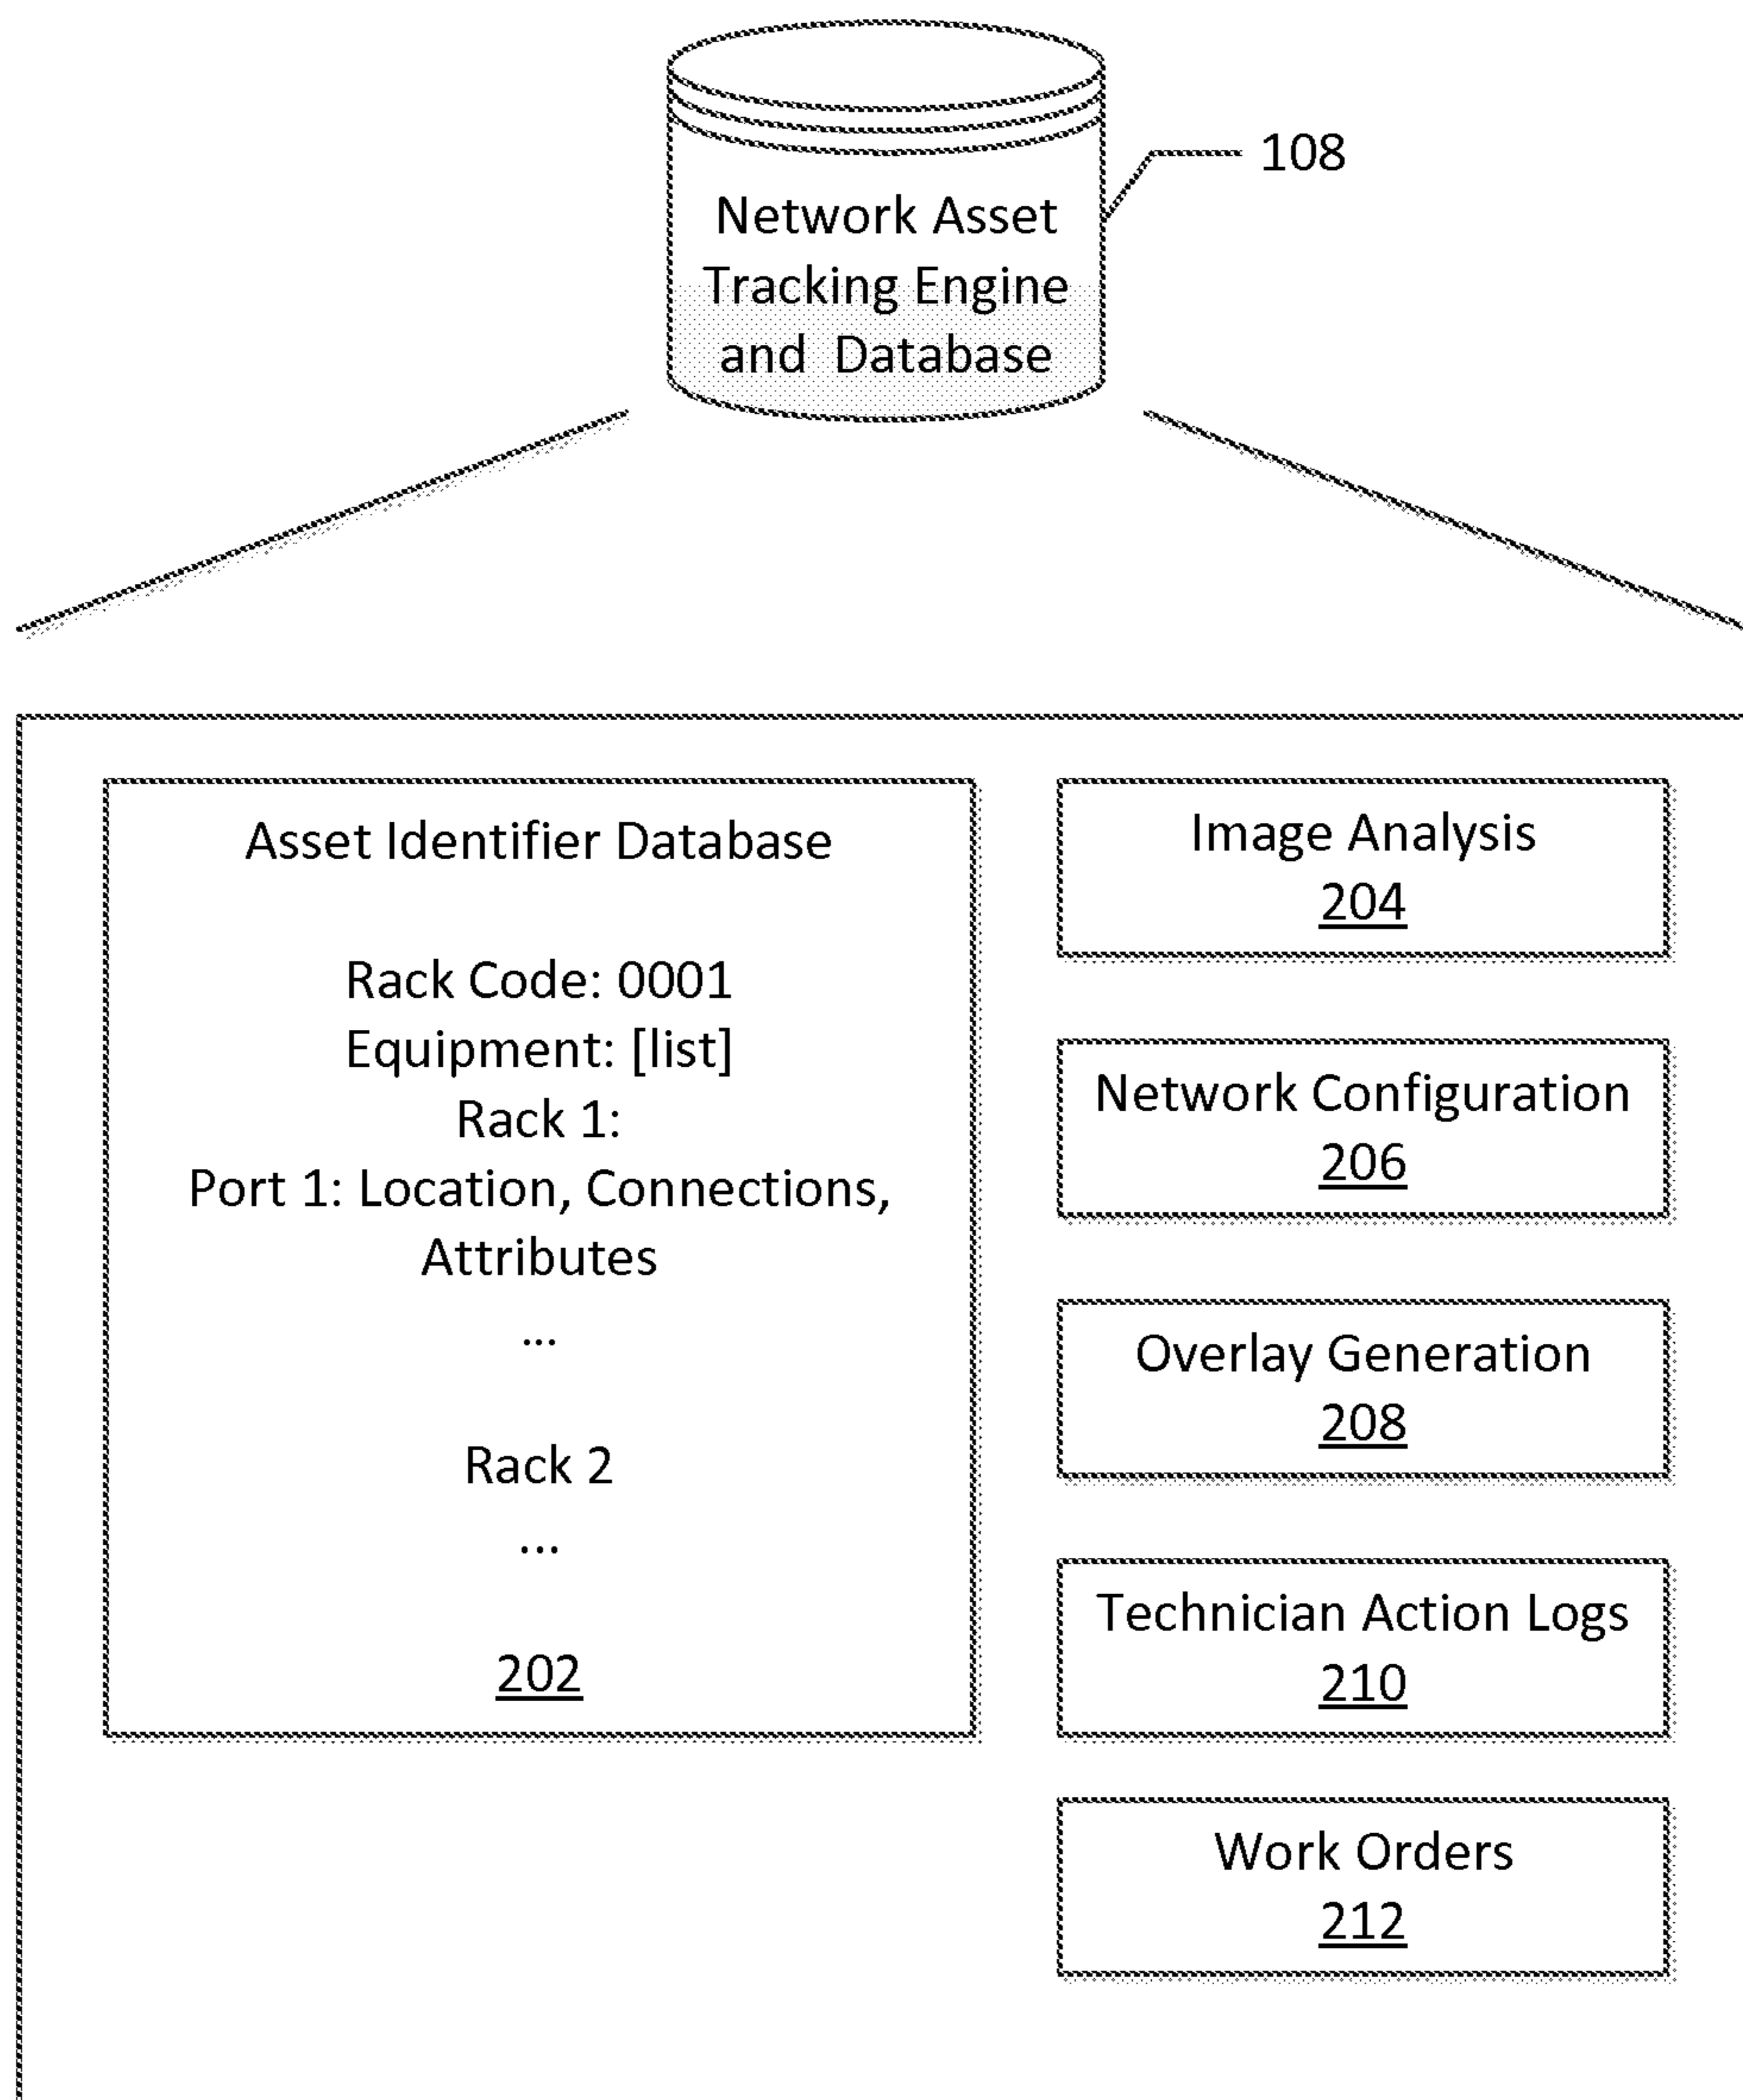 Network Asset
Tracking Engine
and Database
108
Asset Identifier Database
Rack Code: 0001
Equipment: [list]
Rack 1:
Port 1: Location, Connections,
Attributes
...
Rack 2
...
202
Image Analysis
204
Network Configuration
206
Overlay Generation
208
Technician Action Logs
210
Work Orders
212